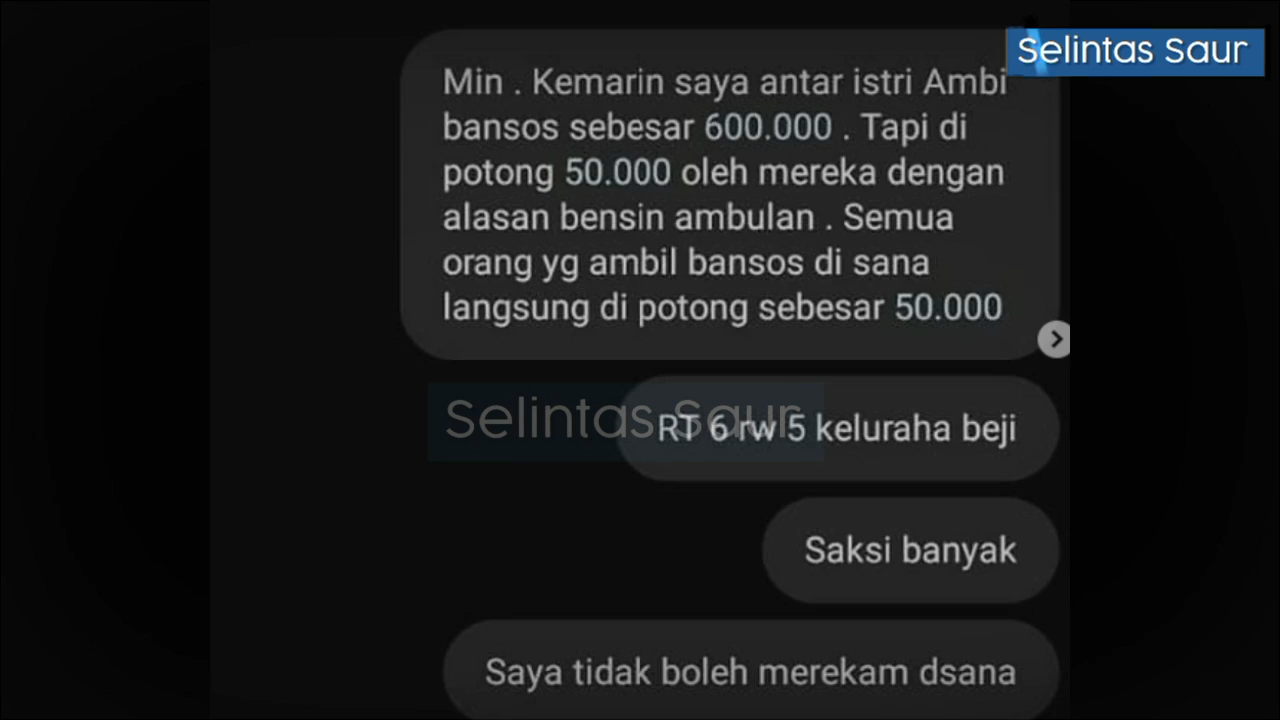 Selintas Saur
Min . Kemarin saya antar istri Ambi
bansos sebesar 600.000 . Tapi di
potong 50.000 oleh mereka dengan
alasan bensin ambulan . Semua
orang yg ambil bansos di sana
langsung di potong sebesar 50.000
Selintas Saur
RT 6 rw 5 keluraha beji
Saksi banyak
Saya tidak boleh merekam dsana